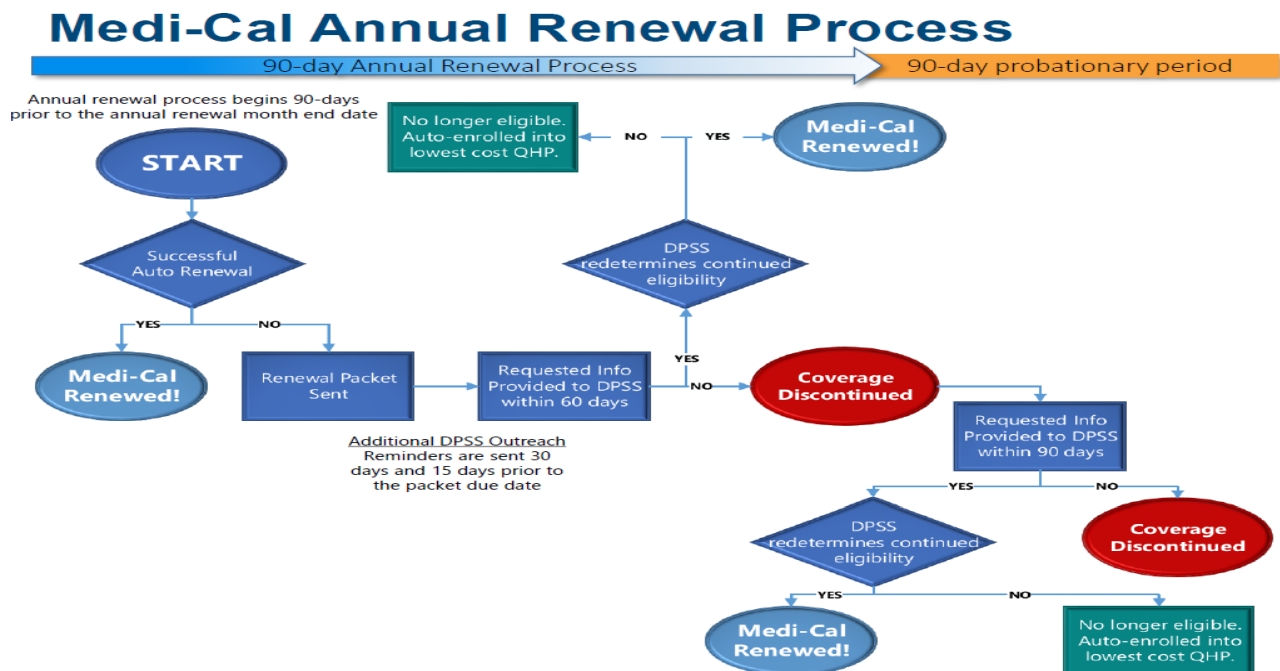 Medi-Cal Annual Renewal Process
90-day Annual Renewal Process
90-day probationary period
Annual renewal process begins 90-days
prior to the annual renewal month end date
START
Successful
Auto Renewal
YES
NO
Medi-Cal
Renewed!
Renewal Packet
Sent
Requested Info
Provided to DPSS
within 60 days
Additional DPSS Outreach
Reminders are sent 30
days and 15 days prior to
the packet due date
YES
NO
DPSS
redetermines continued
eligibility
NO
YES
No longer eligible.
Auto-enrolled into
lowest cost QHP.
Medi-Cal
Renewed!
Coverage
Discontinued
Requested Info
Provided to DPSS
within 90 days
YES
NO
DPSS
redetermines continued
eligibility
Coverage
Discontinued
YES
NO
Medi-Cal
Renewed!
No longer eligible.
Auto-enrolled into
lowest cost QHP.